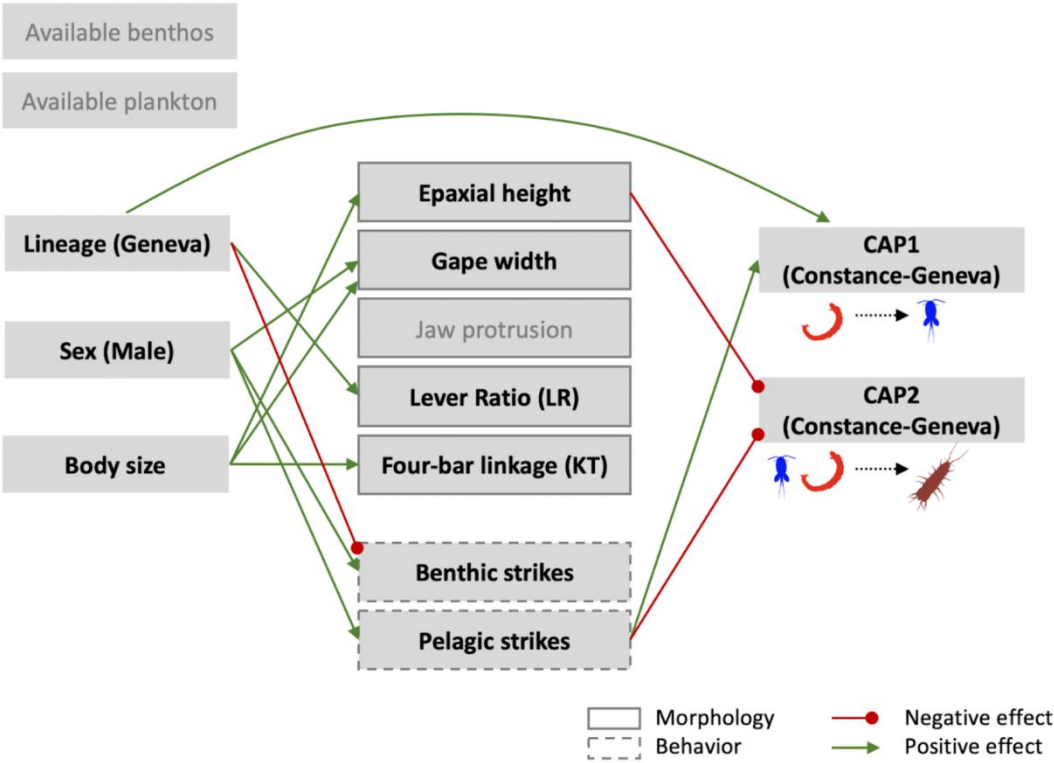 Available benthos
Available plankton
Lineage (Geneva)
Sex (Male)
Body size
Epaxial height
Gape width
Jaw protrusion
Lever Ratio (LR)
Four-bar linkage (KT)
Benthic strikes
Pelagic strikes
CAP1
(Constance-Geneva)
CAP2
(Constance-Geneva)
Morphology
Behavior
Negative effect
Positive effect